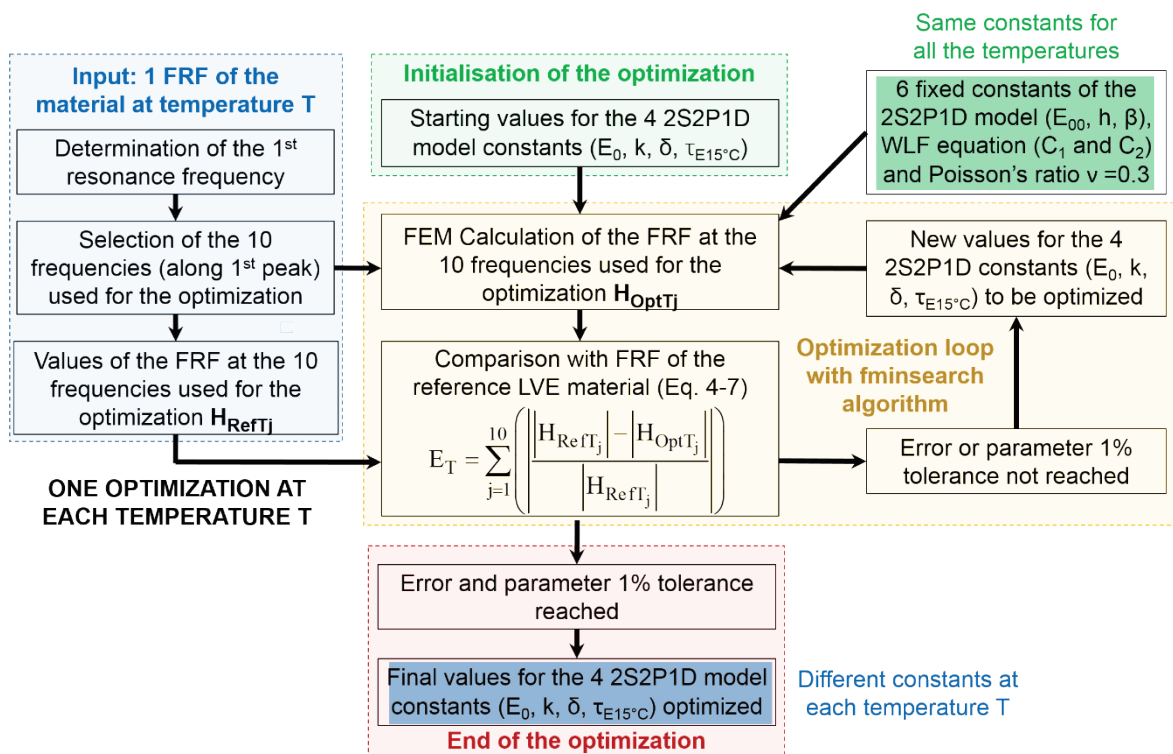 Input: 1 FRF of the
material at temperature T
Determination of the 1st
resonance frequency
Selection of the 10
frequencies (along 1st peak)
used for the optimization
Values of the FRF at the 10
frequencies used for the
optimization H_RefTj
ONE OPTIMIZATION AT
EACH TEMPERATURE T
Initialisation of the optimization
Starting values for the 4 2S2P1D
model constants (E0, k, δ, τE15°C)
Same constants for
all the temperatures
6 fixed constants of the
2S2P1D model (E00, h, β),
WLF equation (C1 and C2)
and Poisson's ratio ν =0.3
FEM Calculation of the FRF at the
10 frequencies used for the
optimization H_OptTj
Comparison with FRF of the
reference LVE material (Eq. 4-7)
E_T = ∑_{j=1}^{10} ( | (|H_RefTj| − |H_OptTj|) / |H_RefTj| | )
New values for the 4
2S2P1D constants (E0, k,
δ, τE15°C) to be optimized
Optimization loop
with fminsearch
algorithm
Error or parameter 1%
tolerance not reached
Error and parameter 1% tolerance
reached
Final values for the 4 2S2P1D model
constants (E0, k, δ, τE15°C) optimized
End of the optimization
Different constants at
each temperature T